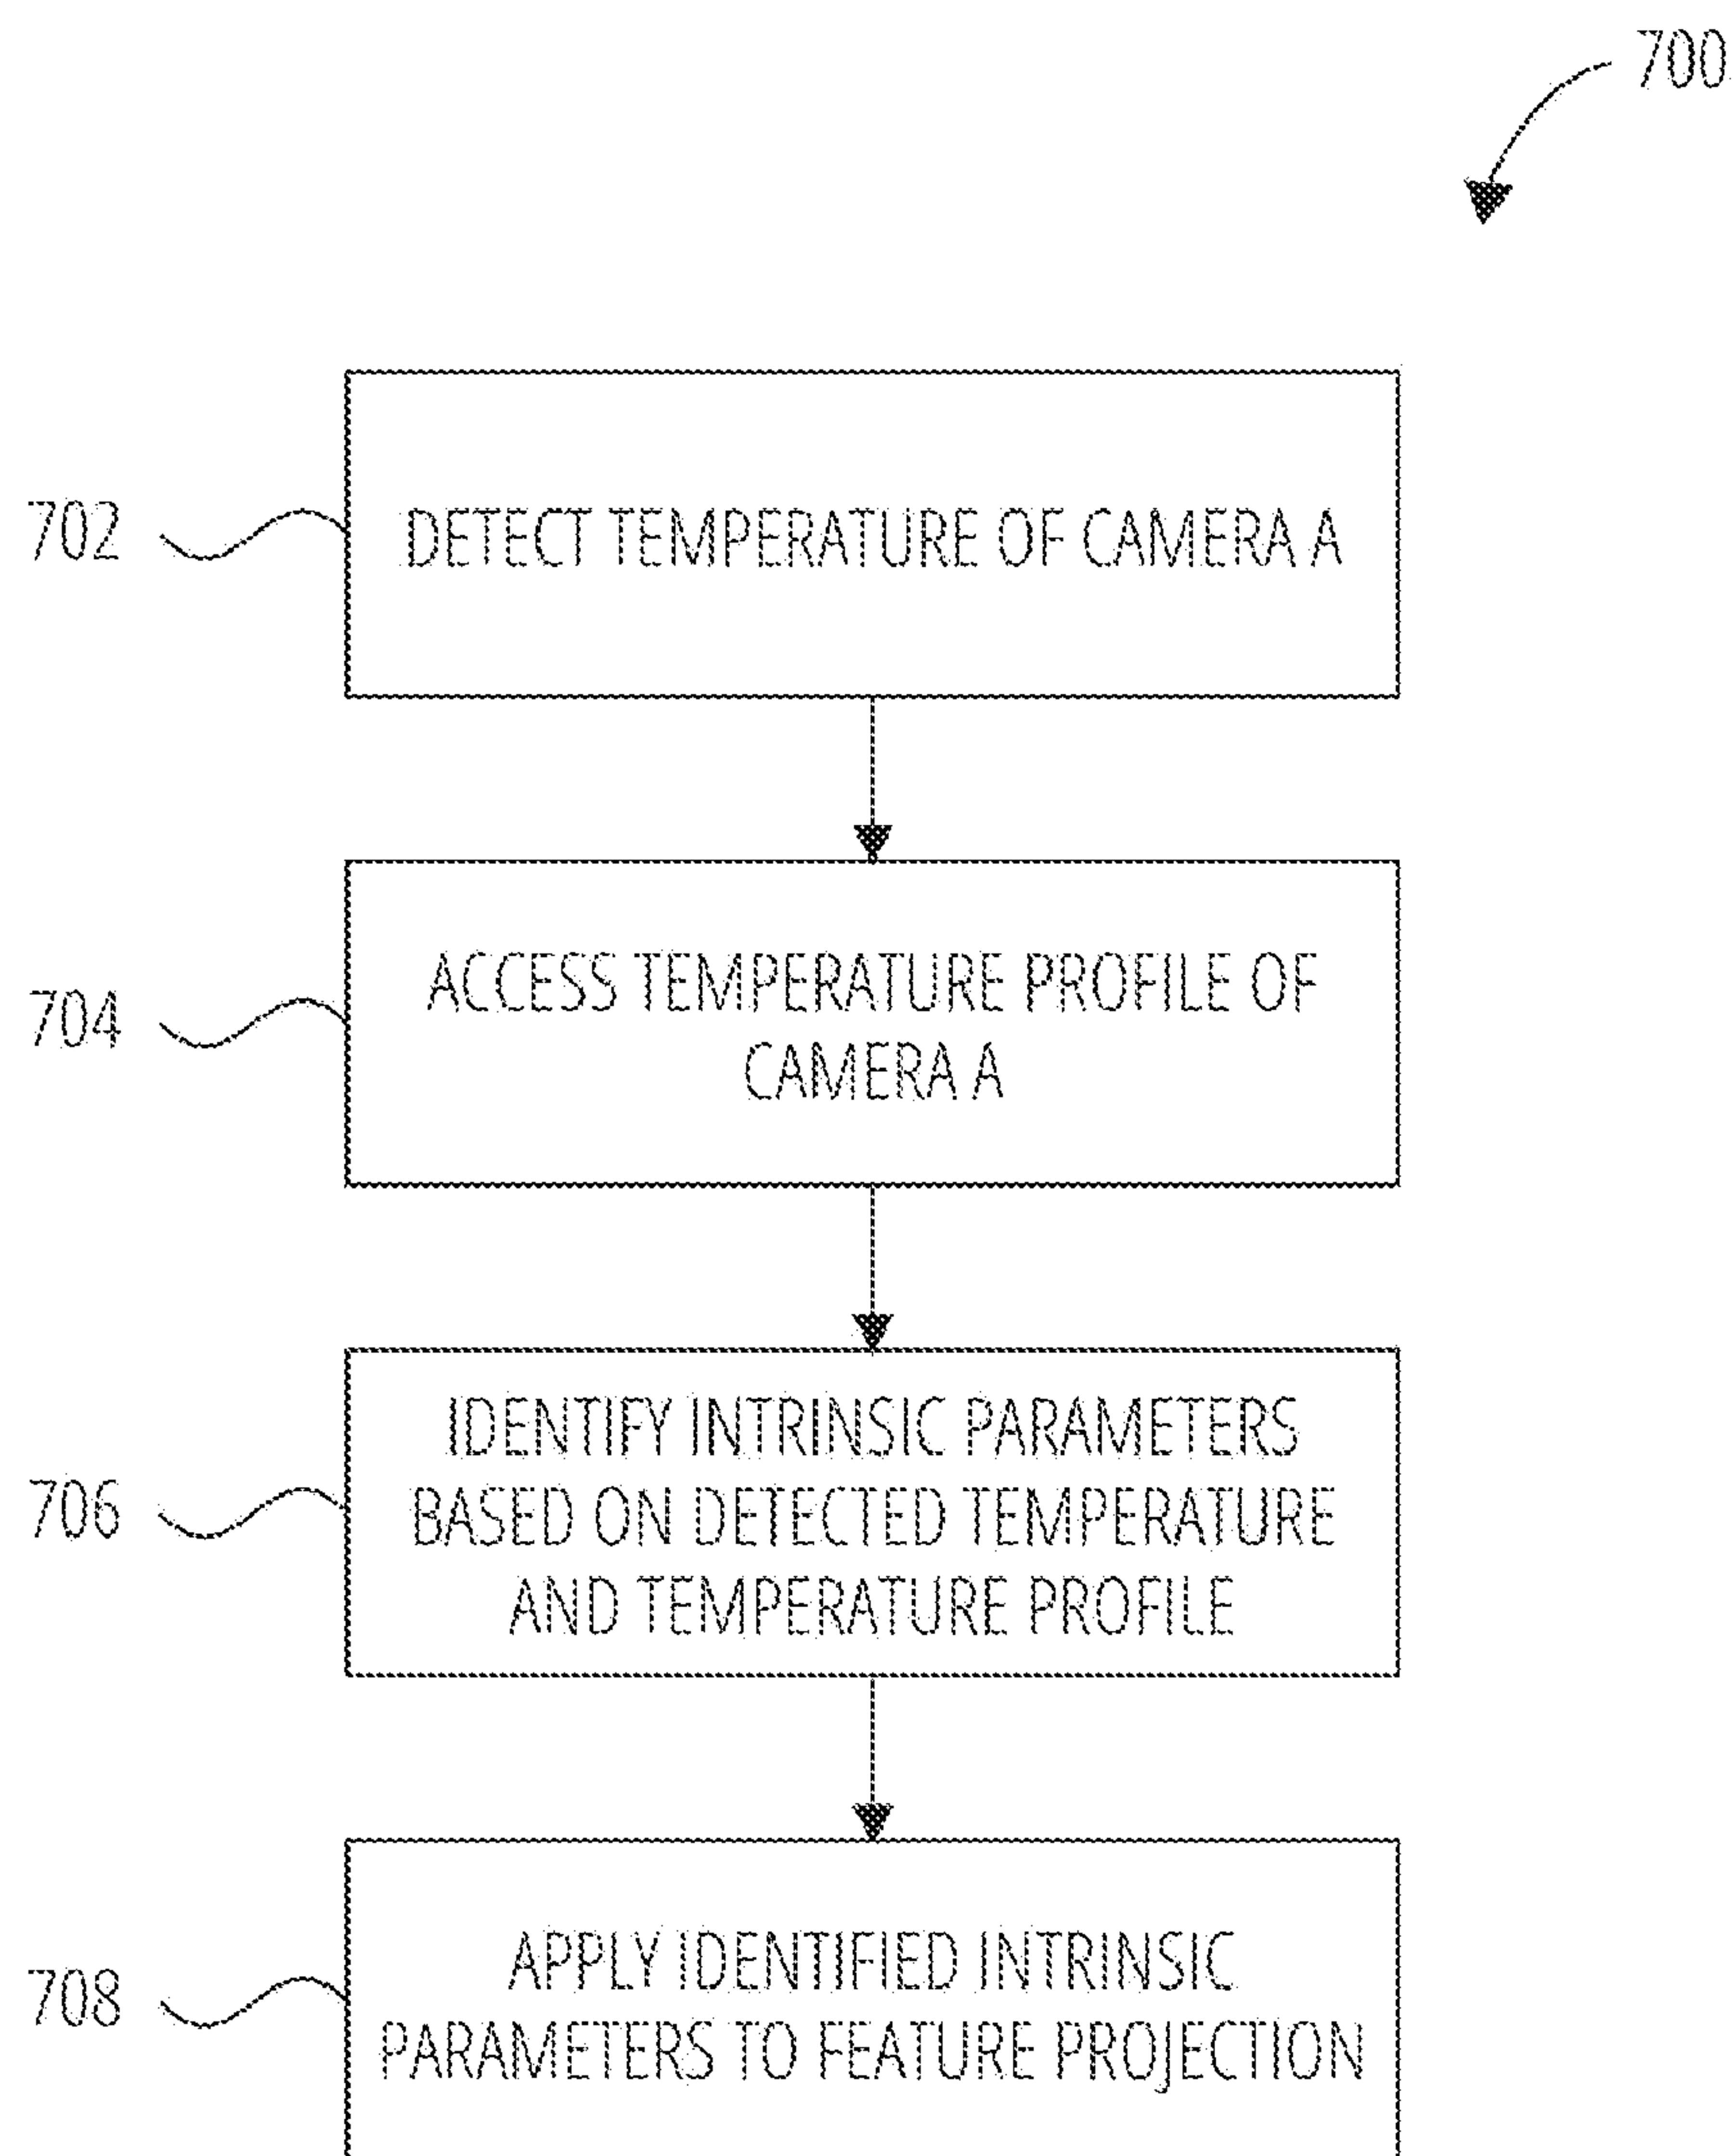 700
702
DETECT TEMPERATURE OF CAMERA A
704
ACCESS TEMPERATURE PROFILE OF
CAMERA A
706
IDENTIFY INTRINSIC PARAMETERS
BASED ON DETECTED TEMPERATURE
AND TEMPERATURE PROFILE
708
APPLY IDENTIFIED INTRINSIC
PARAMETERS TO FEATURE PROJECTION